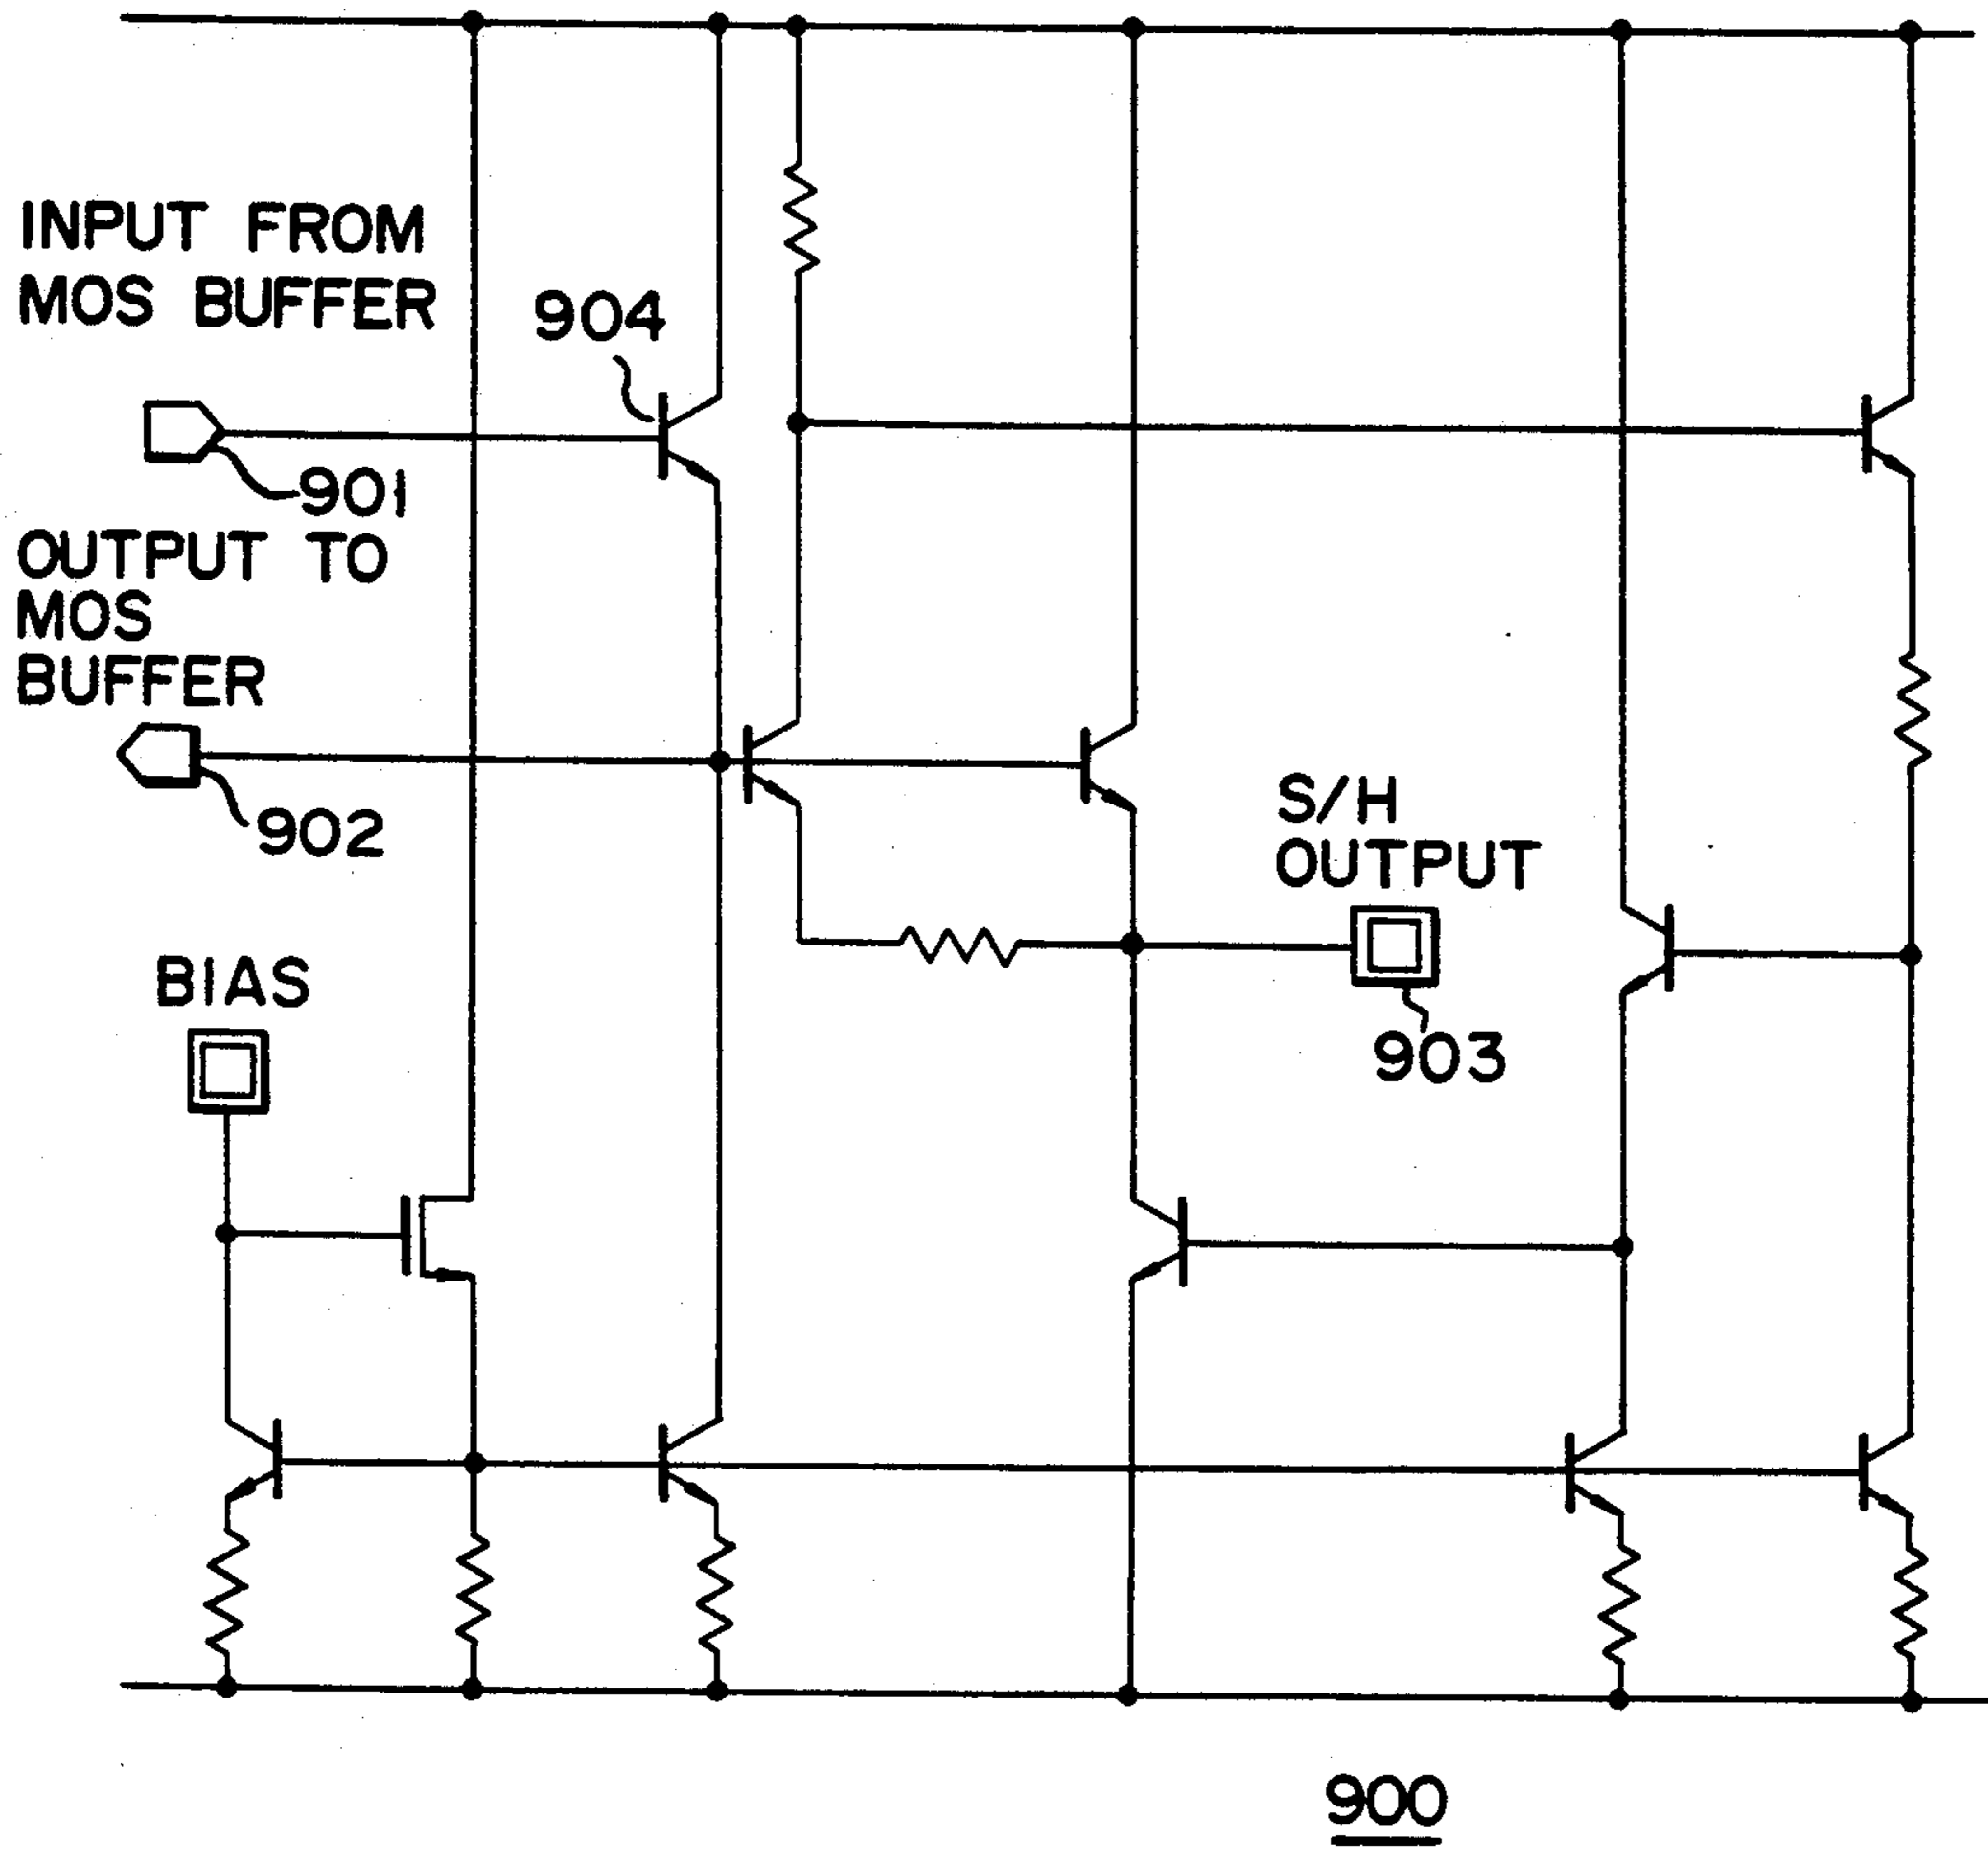 INPUT FROM
MOS BUFFER
904
901
OUTPUT TO
MOS
BUFFER
902
S/H
OUTPUT
903
BIAS
900